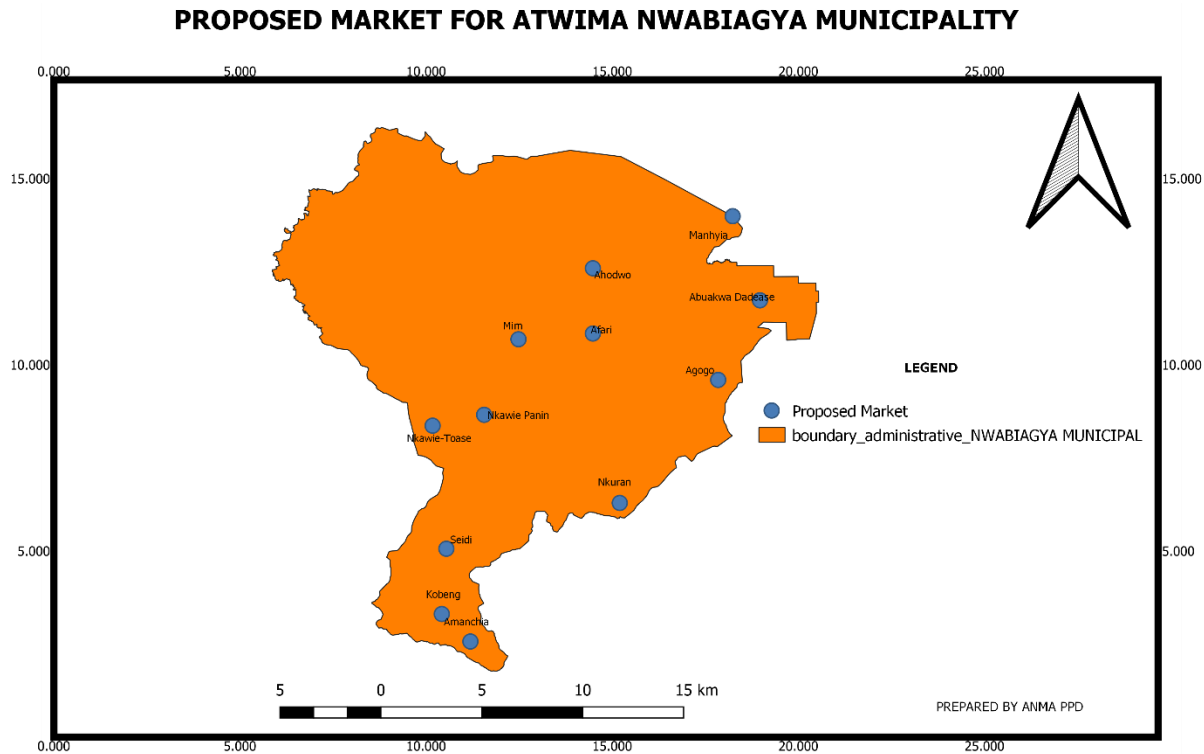 PROPOSED MARKET FOR ATWIMA NWABIAGYA MUNICIPALITY
0.000 5.000 10.000 15.000 20.000 25.000
15.000 15.000
Manhyia
Ahodwo
Abuakwa Dadease
Mim Afari
10.000 10.000
LEGEND
Agogo
Proposed Market
Nkawie Panin
boundary_administrative_NWABIAGYA MUNICIPAL
Nkawie-Toase
Nkuran
Seidi
5.000 5.000
Kobeng
Amanchia
5 0 5 10 15 km
PREPARED BY ANMA PPD
0.000 5.000 10.000 15.000 20.000 25.000